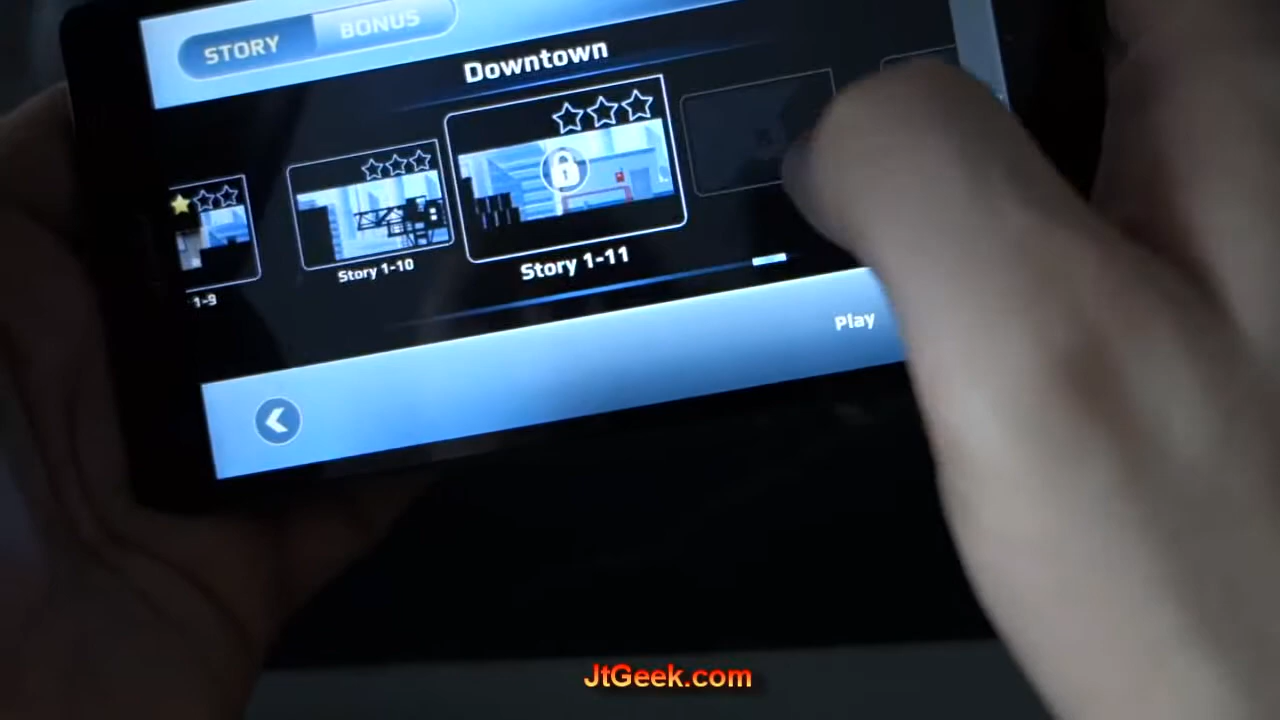 STORY
BONUS
Downtown
1-9
Story 1-10
Story 1-11
Play
JtGeek.com